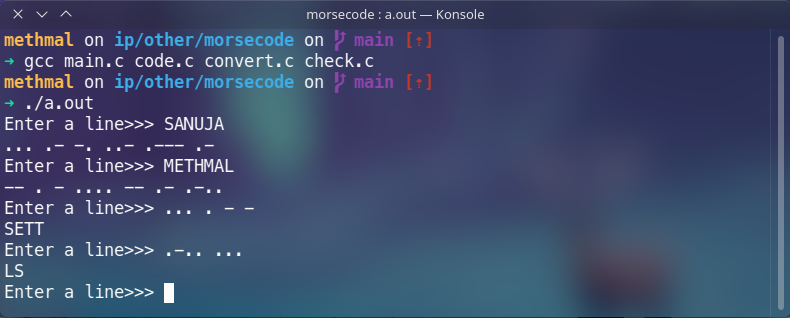 morsecode : a.out — Konsole
methmal on ip/other/morsecode on main [↑]
→ gcc main.c code.c convert.c check.c
methmal on ip/other/morsecode on main [↑]
→ ./a.out
Enter a line>>> SANUJA
... .- -. ..- .--- .-
Enter a line>>> METHMAL
-- . - .... -- .- .-..
Enter a line>>> ... . - -
SETT
Enter a line>>> .-.. ...
LS
Enter a line>>>